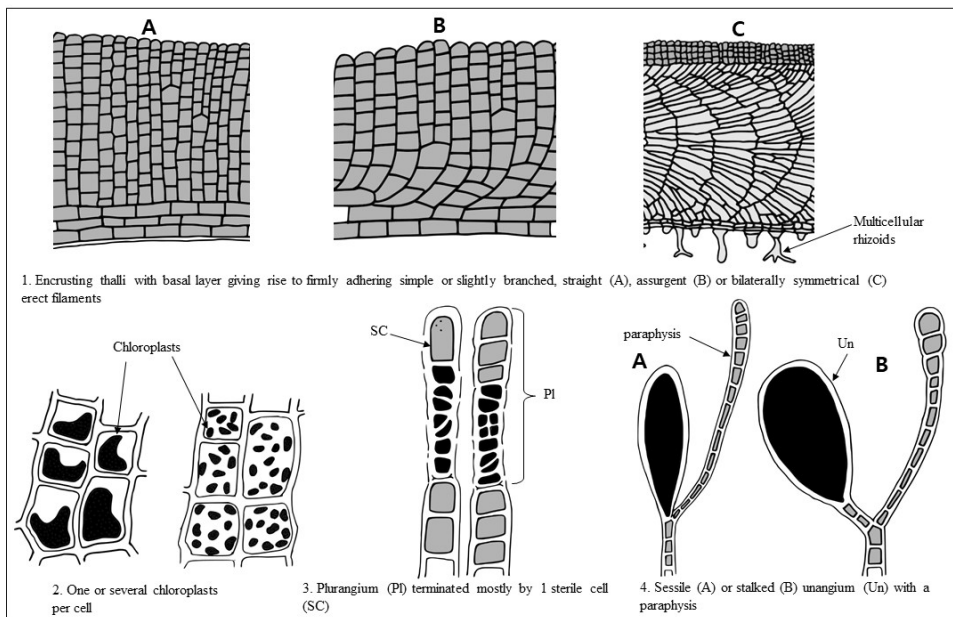 A
B
C
Multicellular
rhizoids
1. Encrusting thalli with basal layer giving rise to firmly adhering simple or slightly branched, straight (A), assurgent (B) or bilaterally symmetrical (C)
erect filaments
Chloroplasts
SC
Pl
paraphysis
Un
A
B
2. One or several chloroplasts
per cell
3. Plurangium (Pl) terminated mostly by 1 sterile cell
(SC)
4. Sessile (A) or stalked (B) unangium (Un) with a
paraphysis